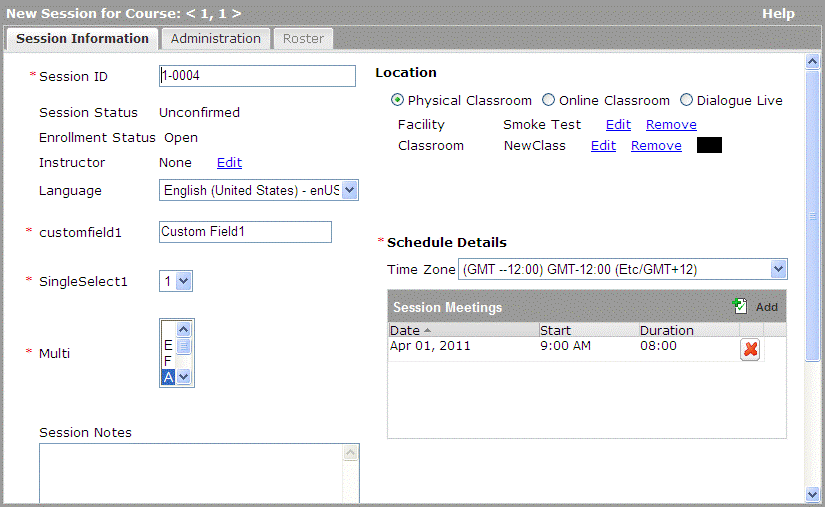 New Session for Course: < 1, 1 > Help
Session Information Administration Roster
* Session ID 1-0004
Session Status Unconfirmed
Enrollment Status Open
Instructor None Edit
Language English (United States) - enUS
* customfield1 Custom Field1
* SingleSelect1 1
* Multi
E
F
A
Session Notes
Location
Physical Classroom Online Classroom Dialogue Live
Facility Smoke Test Edit Remove
Classroom NewClass Edit Remove
* Schedule Details
Time Zone (GMT --12:00) GMT-12:00 (Etc/GMT+12)
Session Meetings Add
Date Start Duration
Apr 01, 2011 9:00 AM 08:00